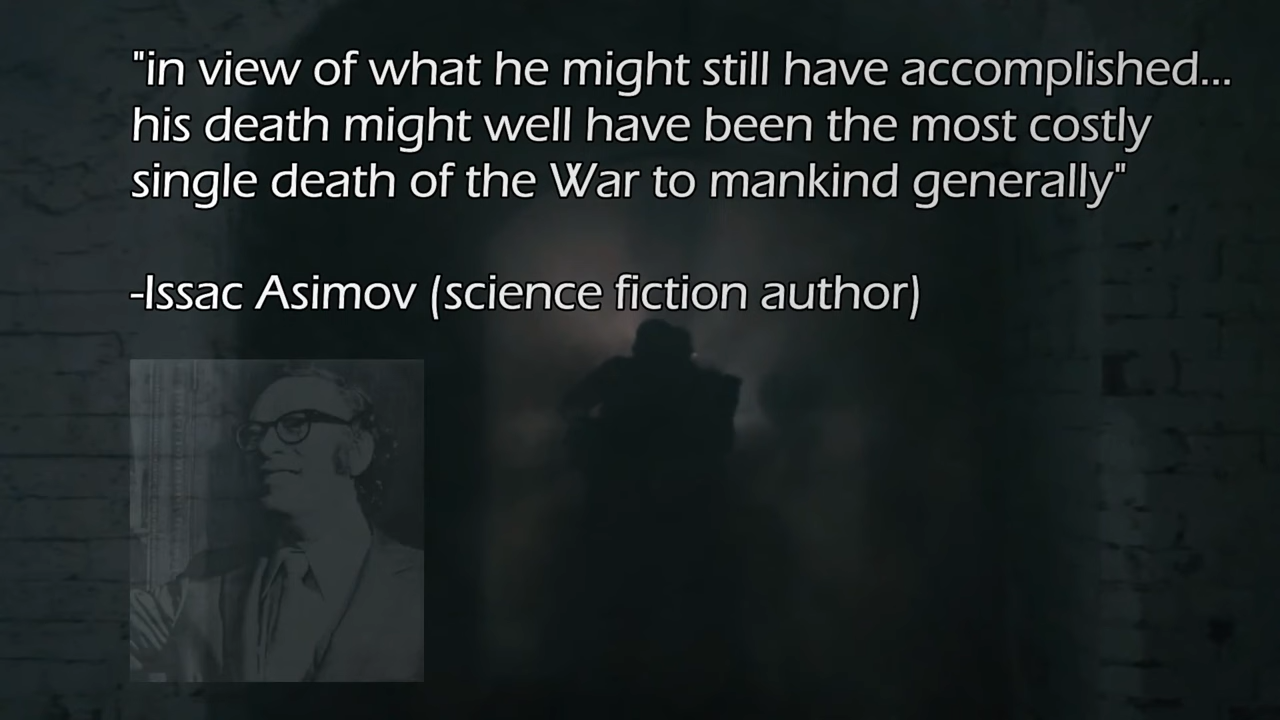 "in view of what he might still have accomplished...
his death might well have been the most costly
single death of the War to mankind generally"
-Issac Asimov (science fiction author)